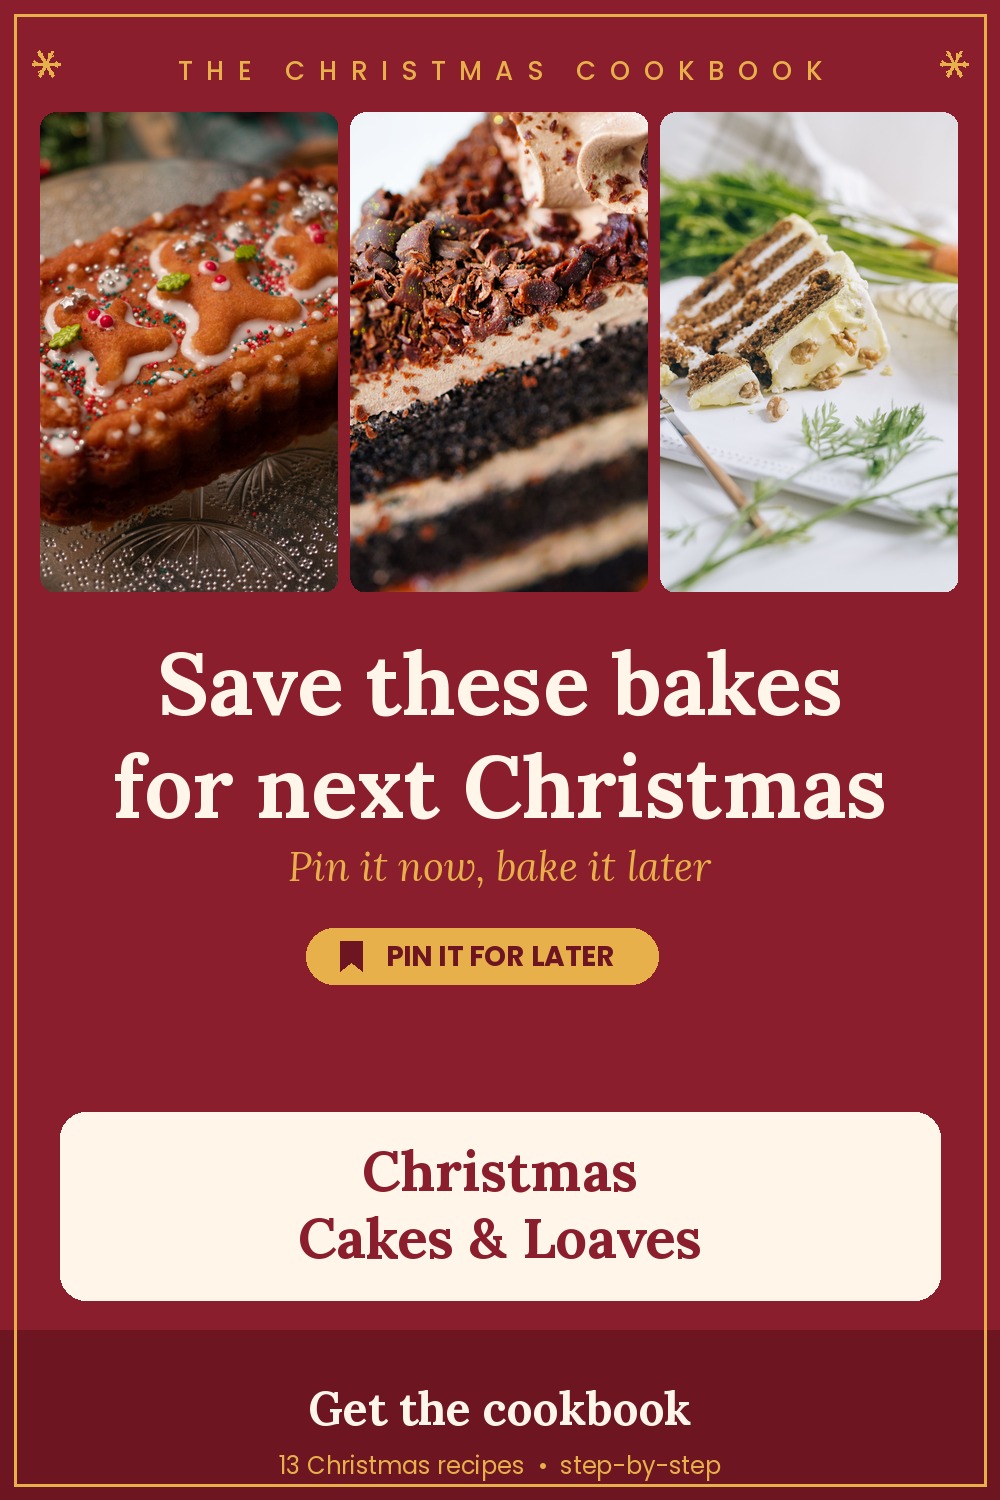 THE CHRISTMAS COOKBOOK
Save these bakes
for next Christmas
Pin it now, bake it later
PIN IT FOR LATER
Christmas
Cakes & Loaves
Get the cookbook
13 Christmas recipes • step-by-step